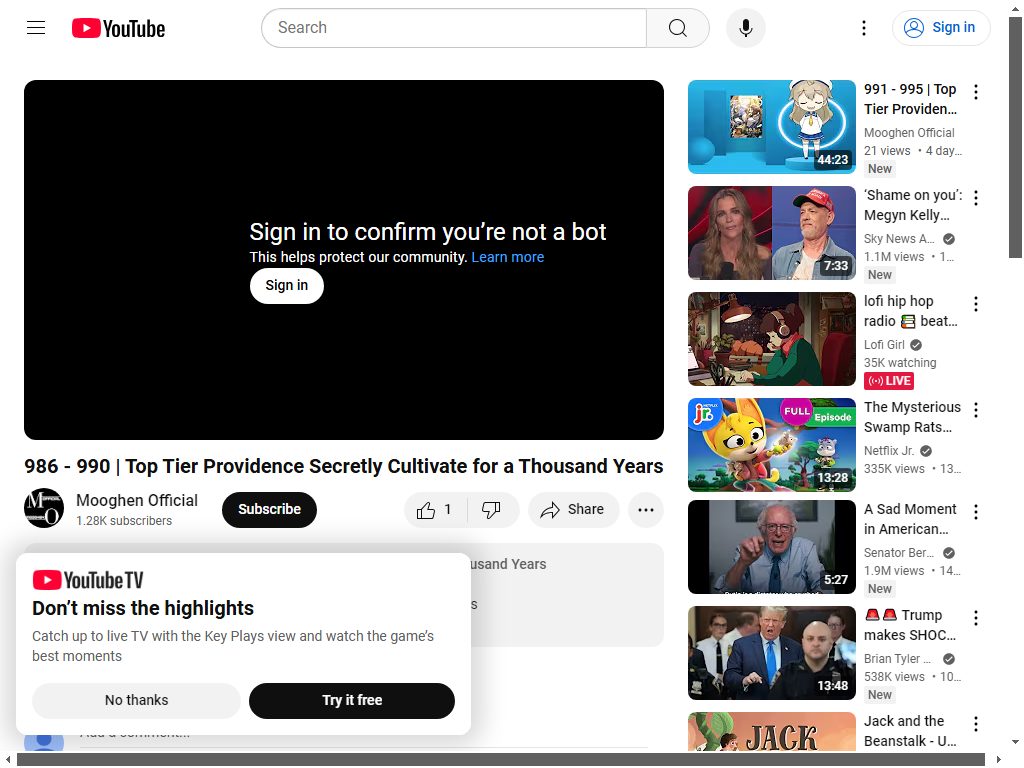 YouTube
Search
Sign in
Sign in to confirm you’re not a bot
This helps protect our community. Learn more
Sign in
986 - 990 | Top Tier Providence Secretly Cultivate for a Thousand Years
Mooghen Official
1.28K subscribers
Subscribe
1
Share
usand Years
s
YouTube TV
Don’t miss the highlights
Catch up to live TV with the Key Plays view and watch the game’s
best moments
No thanks
Try it free
Add a comment...
991 - 995 | Top
Tier Providen…
Mooghen Official
21 views • 4 day…
New
44:23
‘Shame on you’:
Megyn Kelly…
Sky News A…
1.1M views • 1…
New
7:33
lofi hip hop
radio 📚 beat…
Lofi Girl
35K watching
LIVE
jr.
FULL
Episode
13:28
The Mysterious
Swamp Rats…
Netflix Jr.
335K views • 13…
A Sad Moment
in American…
Senator Ber…
1.9M views • 14…
New
5:27
🚨🚨 Trump
makes SHOC…
Brian Tyler …
538K views • 10…
New
13:48
JACK
Jack and the
Beanstalk - U…